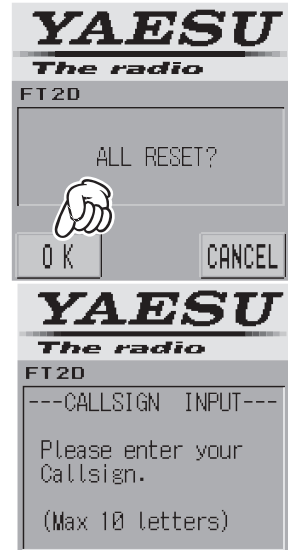 YAESU
The radio
FT2D
ALL RESET?
OK CANCEL
YAESU
The radio
FT2D
---CALLSIGN INPUT---
Please enter your
Callsign.
(Max 10 letters)